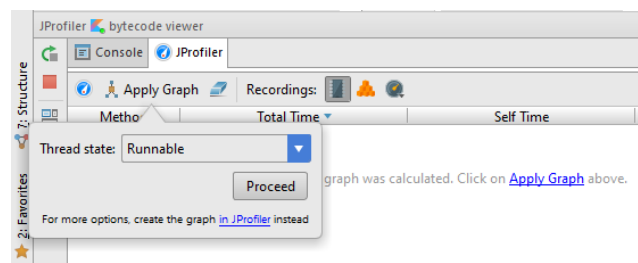 JProfiler bytecode viewer
Console JProfiler
Apply Graph Recordings:
Metho Total Time Self Time
Thread state: Runnable
graph was calculated. Click on Apply Graph above.
Proceed
For more options, create the graph in JProfiler instead
7: Structure
2: Favorites